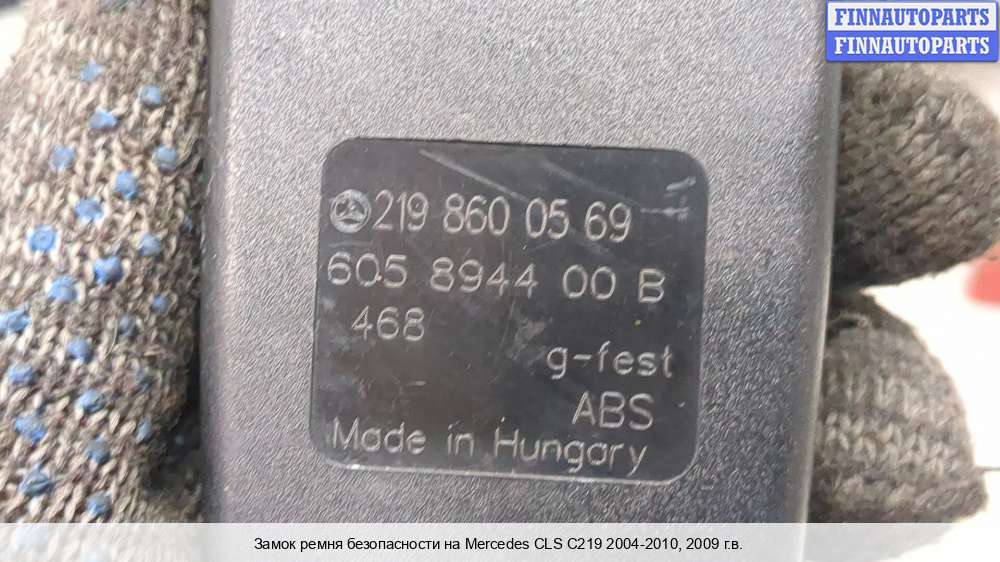 FINNAUTOPARTS
FINNAUTOPARTS
219 860 05 69
605 8944 00 B
468
g-fest
ABS
Made in Hungary
Замок ремня безопасности на Mercedes CLS C219 2004-2010, 2009 г.в.